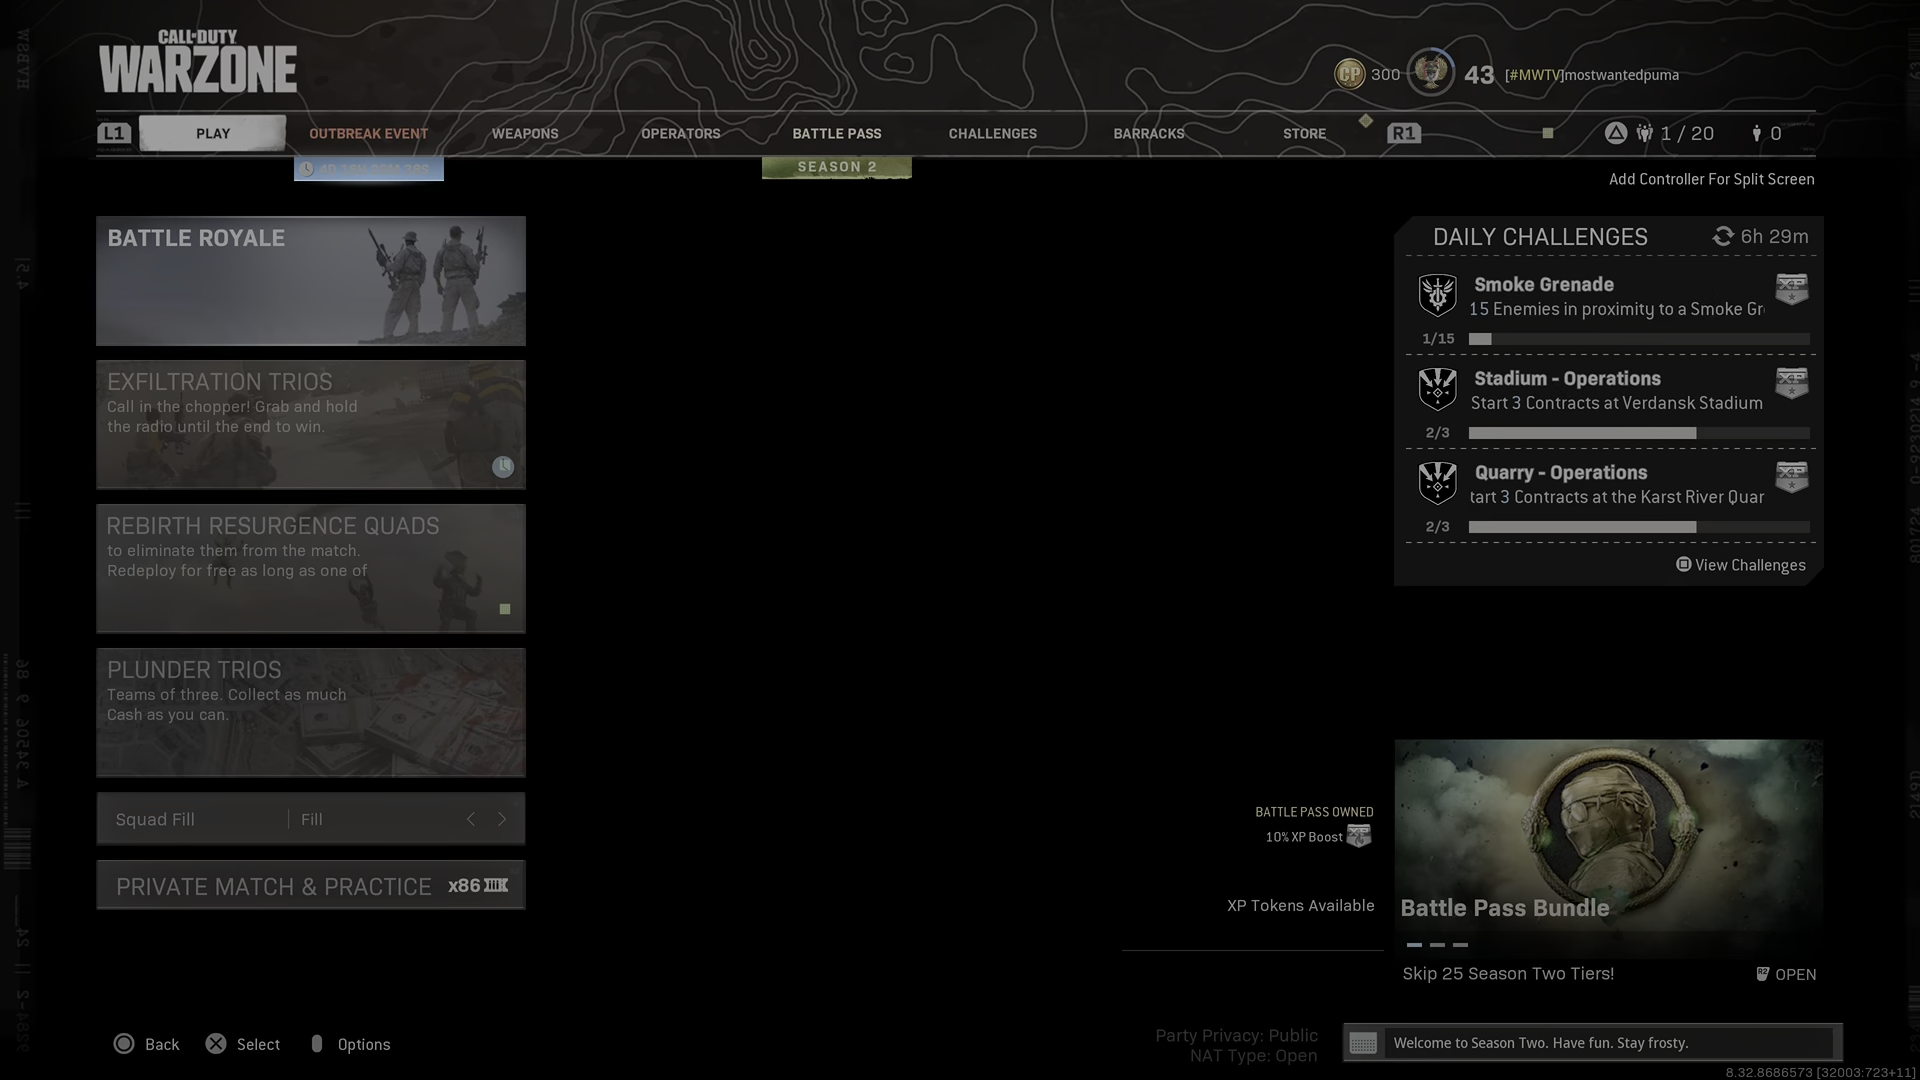 CALL OF DUTY
WARZONE
CP 300
43
[#MWTV]mostwantedpuma
L1
PLAY
OUTBREAK EVENT
WEAPONS
OPERATORS
BATTLE PASS
CHALLENGES
BARRACKS
STORE
R1
1 / 20
0
SEASON 2
Add Controller For Split Screen
BATTLE ROYALE
EXFILTRATION TRIOS
Call in the chopper! Grab and hold
the radio until the end to win.
REBIRTH RESURGENCE QUADS
to eliminate them from the match.
Redeploy for free as long as one of
PLUNDER TRIOS
Teams of three. Collect as much
Cash as you can.
Squad Fill
Fill
PRIVATE MATCH & PRACTICE
x86
DAILY CHALLENGES
6h 29m
Smoke Grenade
XP
15 Enemies in proximity to a Smoke Gr
1/15
Stadium - Operations
XP
Start 3 Contracts at Verdansk Stadium
2/3
Quarry - Operations
XP
tart 3 Contracts at the Karst River Quar
2/3
View Challenges
BATTLE PASS OWNED
10% XP Boost
XP
XP Tokens Available
Battle Pass Bundle
Skip 25 Season Two Tiers!
R2 OPEN
Back
Select
Options
Party Privacy: Public
NAT Type: Open
Welcome to Season Two. Have fun. Stay frosty.
8.32.8686573 [32003:723+11]